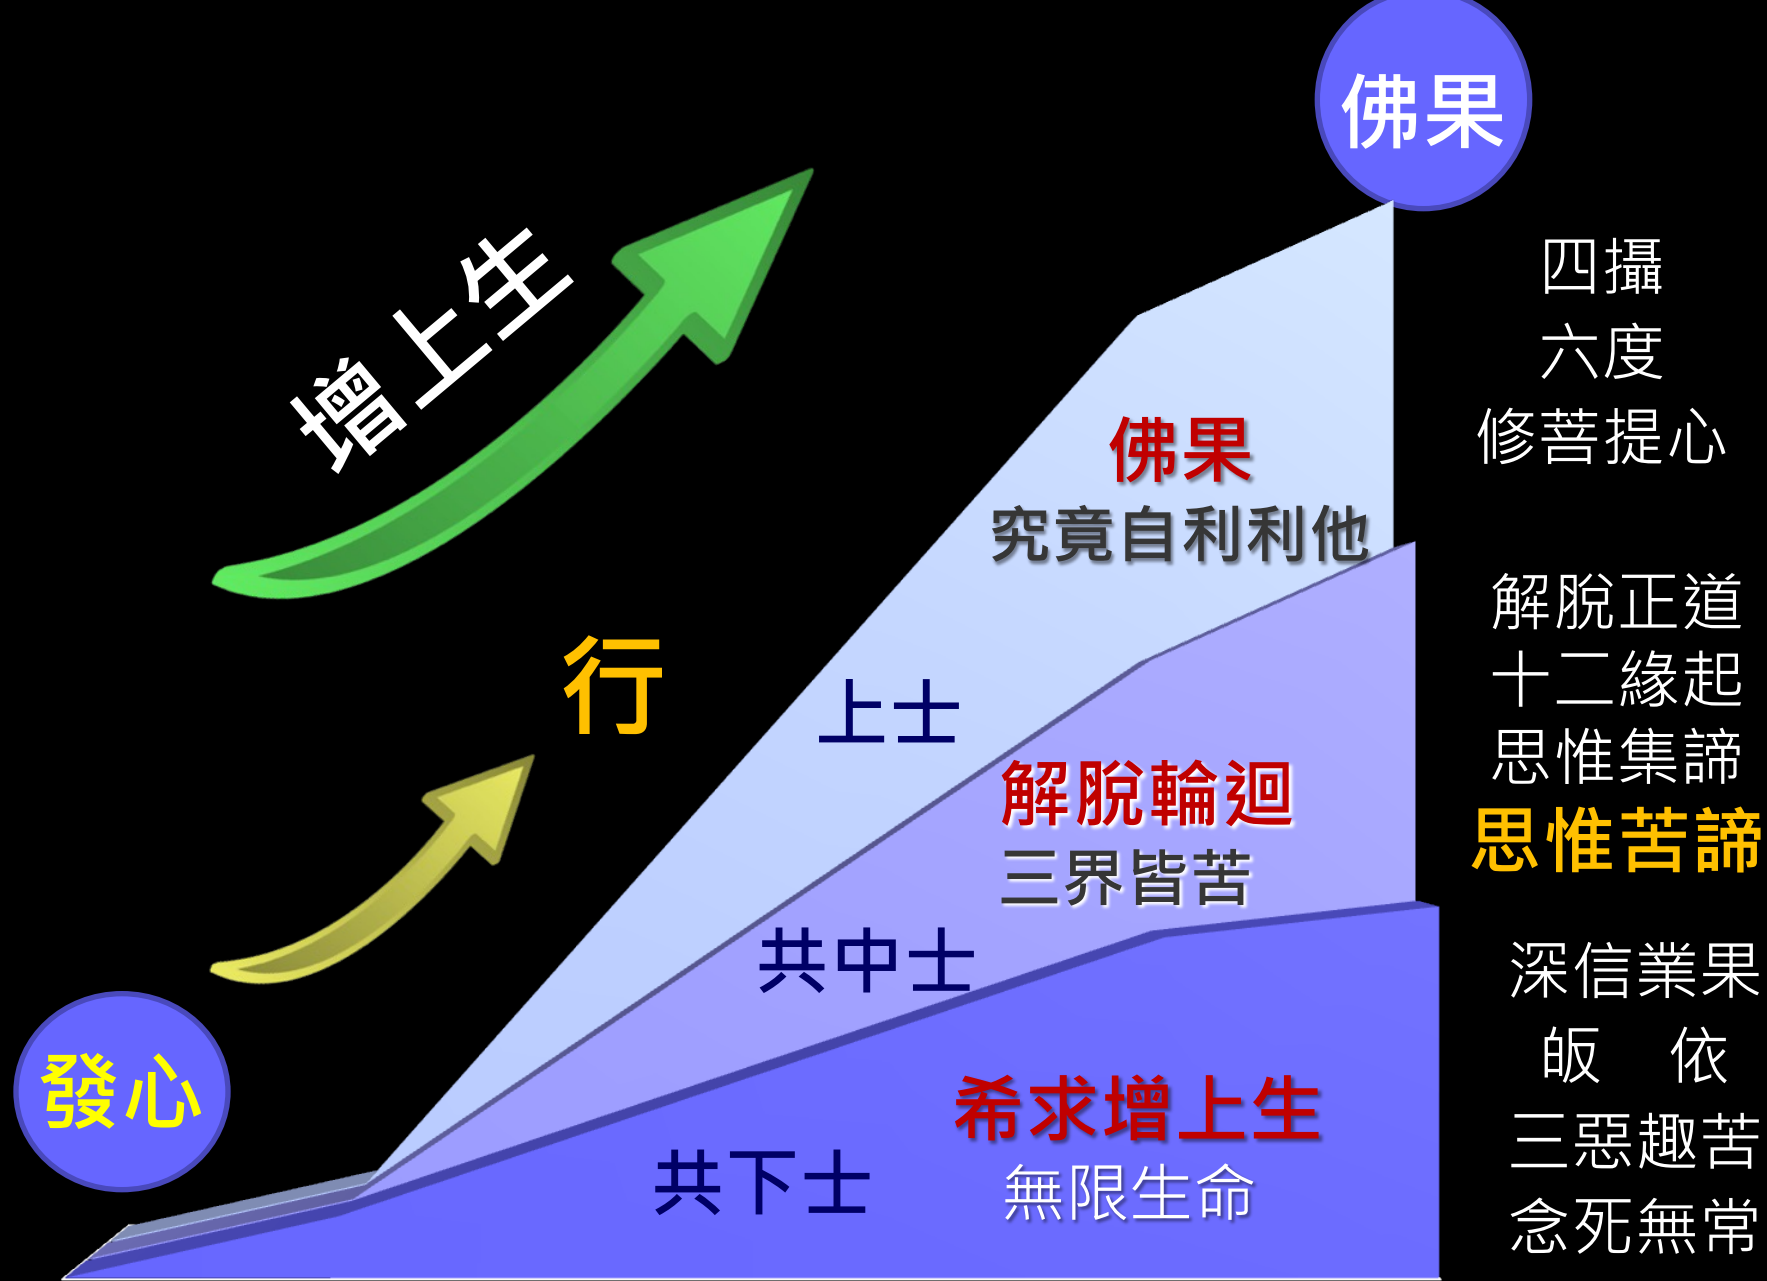 佛果
增上生
四攝
六度
修菩提心
佛果
究竟自利利他
行
上士
解脫正道
十二緣起
思惟集諦
思惟苦諦
解脫輪迴
三界皆苦
共中士
深信業果
皈 依
三惡趣苦
念死無常
發心
希求增上生
無限生命
共下士